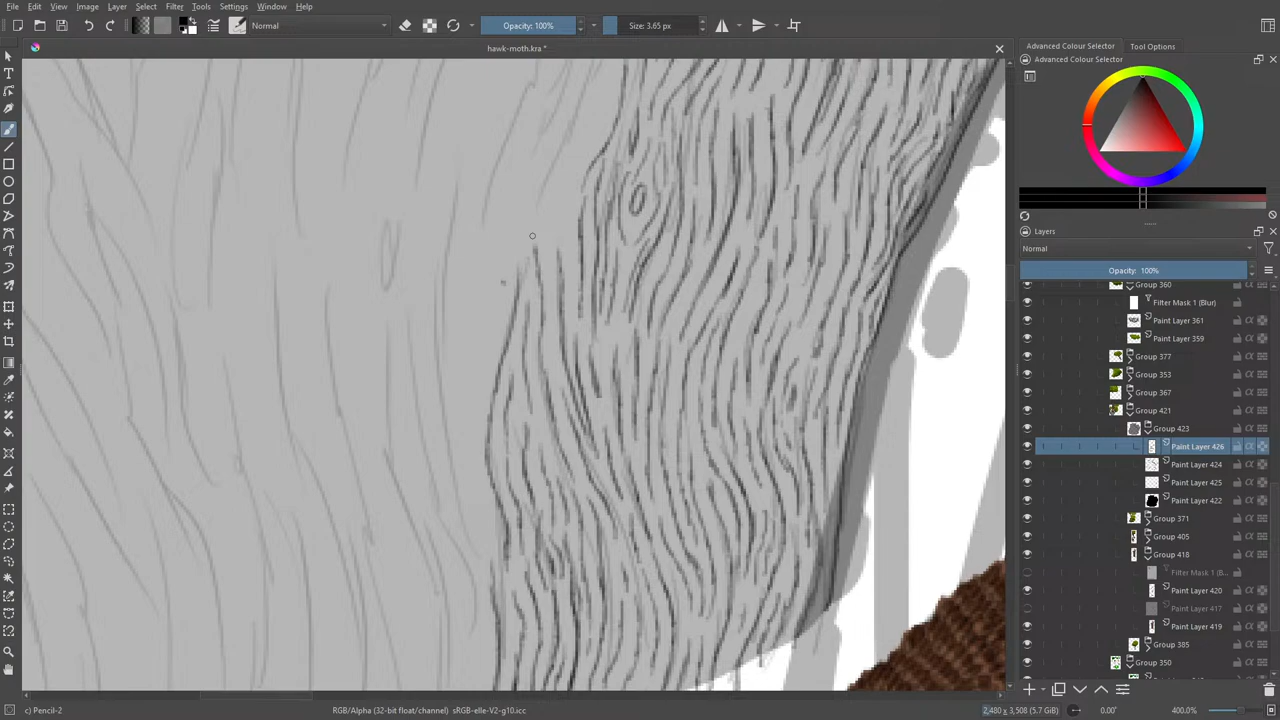 File Edit View Image Layer Select Filter Tools Settings Window Help
Normal Opacity: 100% Size: 3.65 px
hawk-moth.kra *
Advanced Colour Selector Tool Options
Advanced Colour Selector
Layers
Normal
Opacity: 100%
Group 360
Filter Mask 1 (Blur)
Paint Layer 361
Paint Layer 359
Group 377
Group 353
Group 367
Group 421
Group 423
Paint Layer 426
Paint Layer 424
Paint Layer 425
Paint Layer 422
Group 371
Group 405
Group 418
Filter Mask 1 (B...
Paint Layer 420
Paint Layer 417
Paint Layer 419
Group 385
Group 350
c) Pencil-2 RGB/Alpha (32-bit float/channel) sRGB-elle-V2-g10.icc 2,480 x 3,508 (5.7 GiB) 0.00° 400.0%